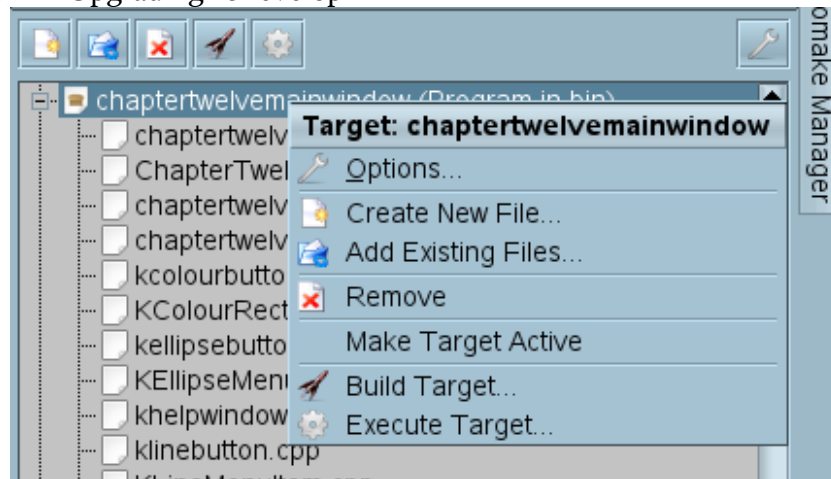 chaptertwelvemainwindow (Program in bin)
Target: chaptertwelvemainwindow
chaptertwelv
Options...
ChapterTwel
chaptertwelv
Create New File...
chaptertwelv
Add Existing Files...
kcolourbutto
Remove
KColourRect
kellipsebutto
Make Target Active
KEllipseMenu
Build Target...
khelpwindow
Execute Target...
klinebutton.cpp
omake Manager